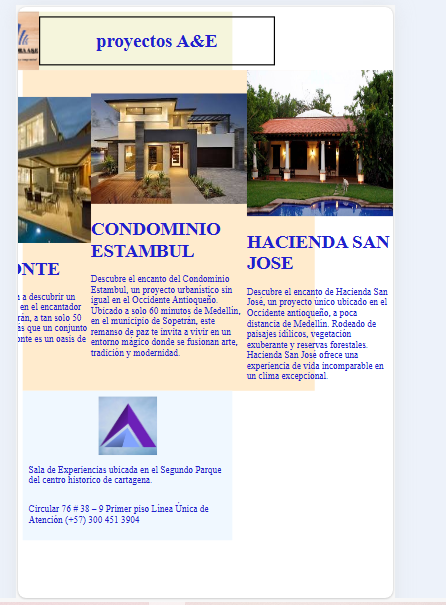 proyectos A&E
ONTE
a a descubrir un
en el encantador
rán, a tan solo 50
ás que un conjunto
onte es un oasis de
CONDOMINIO
ESTAMBUL
Descubre el encanto del Condominio
Estambul, un proyecto urbanístico sin
igual en el Occidente Antioqueño.
Ubicado a solo 60 minutos de Medellín,
en el municipio de Sopetrán, este
remanso de paz te invita a vivir en un
entorno mágico donde se fusionan arte,
tradición y modernidad.
HACIENDA SAN
JOSE
Descubre el encanto de Hacienda San
José, un proyecto único ubicado en el
Occidente antioqueño, a poca
distancia de Medellín. Rodeado de
paisajes idílicos, vegetación
exuberante y reservas forestales.
Hacienda San José ofrece una
experiencia de vida incomparable en
un clima excepcional.
Sala de Experiencias ubicada en el Segundo Parque
del centro historico de cartagena.
Circular 76 # 38 – 9 Primer piso Línea Única de
Atención (+57) 300 451 3904